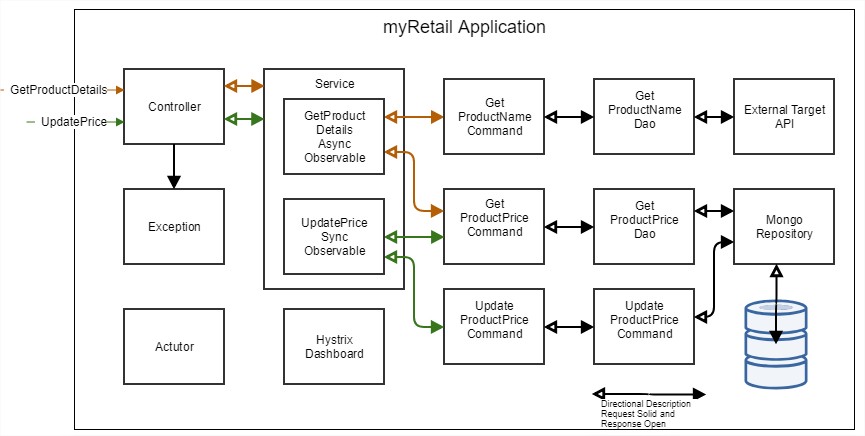 myRetail Application
GetProductDetails
UpdatePrice
Controller
Service
GetProduct
Details
Async
Observable
Get
ProductName
Command
Get
ProductName
Dao
External Target
API
Exception
UpdatePrice
Sync
Observable
Get
ProductPrice
Command
Get
ProductPrice
Dao
Mongo
Repository
Actutor
Hystrix
Dashboard
Update
ProductPrice
Command
Update
ProductPrice
Command
Directional Description
Request Solid and
Response Open